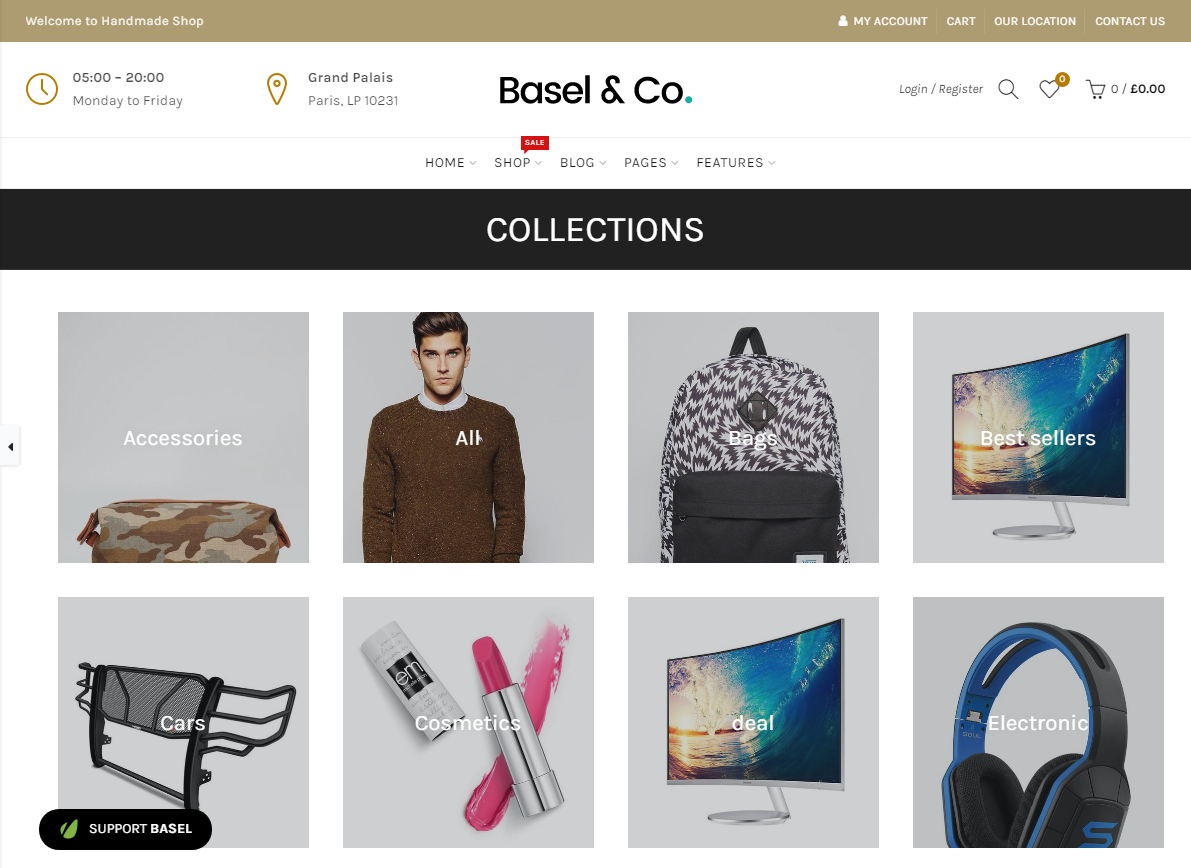 Welcome to Handmade Shop
MY ACCOUNT
CART
OUR LOCATION
CONTACT US
05:00 – 20:00
Monday to Friday
Grand Palais
Paris, LP 10231
Basel & Co.
Login / Register
0
0 / £0.00
SALE
HOME
SHOP
BLOG
PAGES
FEATURES
COLLECTIONS
Accessories
All
Bags
Best sellers
Cars
em
Cosmetics
deal
SOUL
Electronic
SUPPORT BASEL